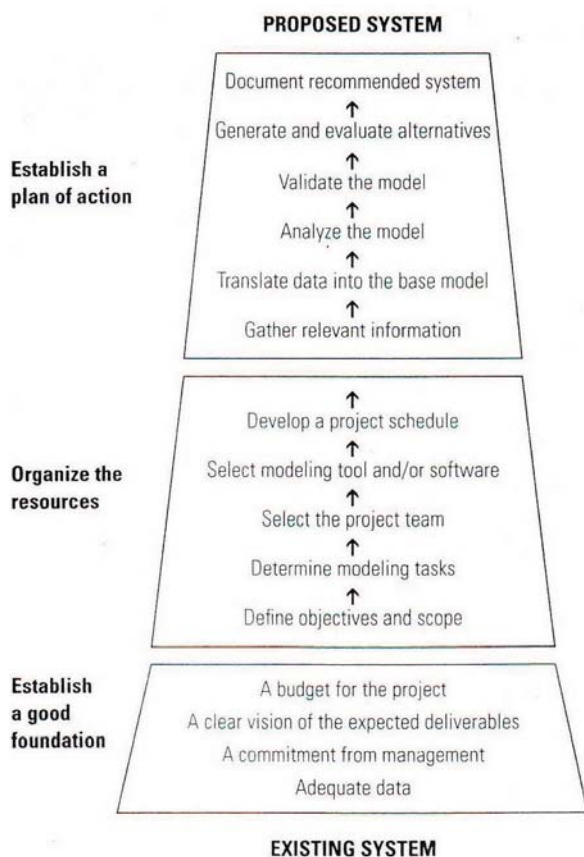 PROPOSED SYSTEM
Document recommended system
↑
Generate and evaluate alternatives
↑
Establish a
plan of action
Validate the model
↑
Analyze the model
↑
Translate data into the base model
↑
Gather relevant information
↑
Develop a project schedule
↑
Organize the
resources
Select modeling tool and/or software
↑
Select the project team
↑
Determine modeling tasks
↑
Define objectives and scope
Establish
a good
foundation
A budget for the project
A clear vision of the expected deliverables
A commitment from management
Adequate data
EXISTING SYSTEM